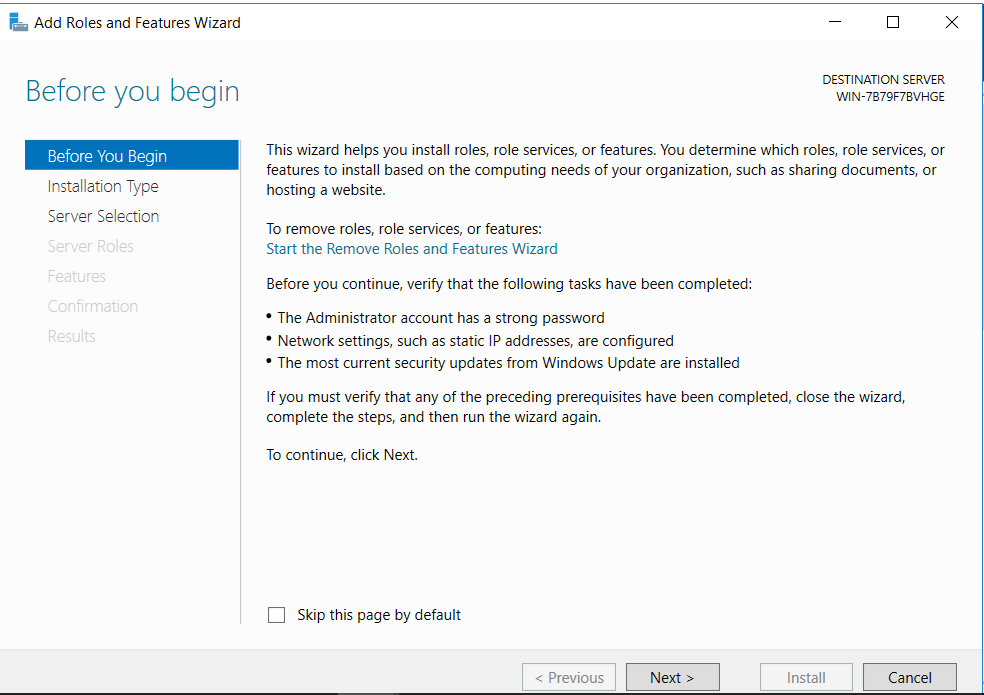 Add Roles and Features Wizard
Before you begin
DESTINATION SERVER
WIN-7B79F7BVHGE
Before You Begin
Installation Type
Server Selection
Server Roles
Features
Confirmation
Results
This wizard helps you install roles, role services, or features. You determine which roles, role services, or
features to install based on the computing needs of your organization, such as sharing documents, or
hosting a website.
To remove roles, role services, or features:
Start the Remove Roles and Features Wizard
Before you continue, verify that the following tasks have been completed:
• The Administrator account has a strong password
• Network settings, such as static IP addresses, are configured
• The most current security updates from Windows Update are installed
If you must verify that any of the preceding prerequisites have been completed, close the wizard,
complete the steps, and then run the wizard again.
To continue, click Next.
Skip this page by default
< Previous
Next >
Install
Cancel